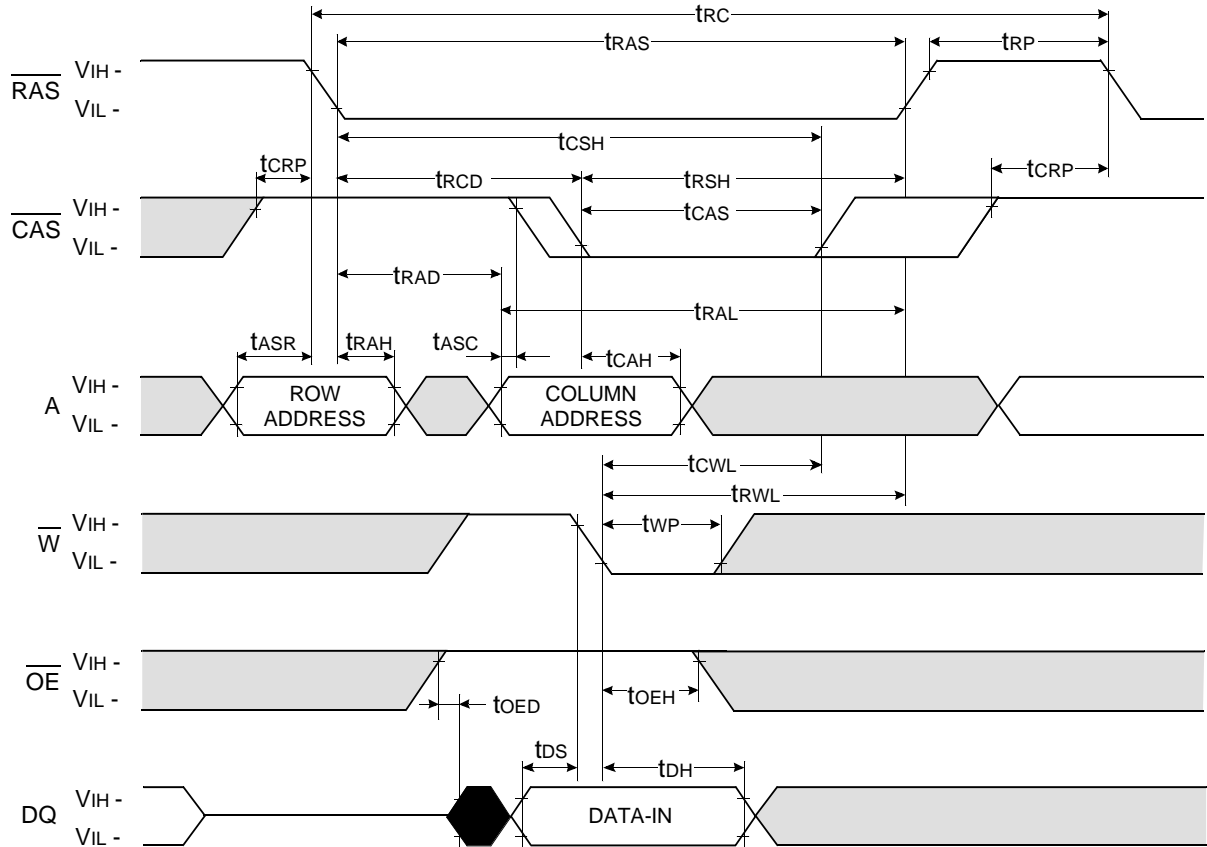 tRC
tRAS
tRP
RAS
VIH -
VIL -
tCSH
tCRP
tRCD
tRSH
tCRP
CAS
VIH -
VIL -
tCAS
tRAD
tRAL
tASR
tRAH
tASC
tCAH
A
VIH -
VIL -
ROW
ADDRESS
COLUMN
ADDRESS
tCWL
tRWL
W
VIH -
VIL -
tWP
OE
VIH -
VIL -
tOED
tOEH
tDS
tDH
DQ
VIH -
VIL -
DATA-IN